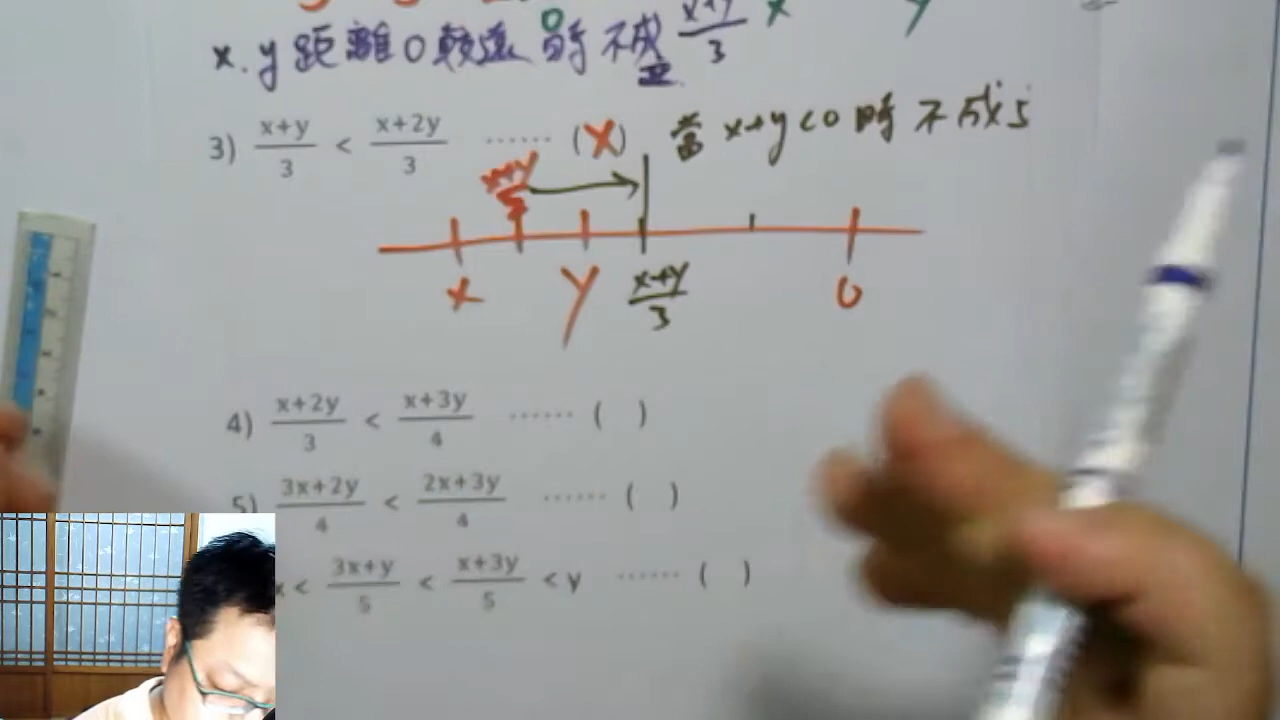 x+y/3 x y
x. y 距離0較遠時 不成立
3) x+y/3 < x+2y/3 ...... (X) 當 x+y<0 時 不成立
x+y/2
x y x+y/3 0
4) x+2y/3 < x+3y/4 ...... ( )
5) 3x+2y/4 < 2x+3y/4 ...... ( )
x < 3x+y/5 < x+3y/5 < y ...... ( )